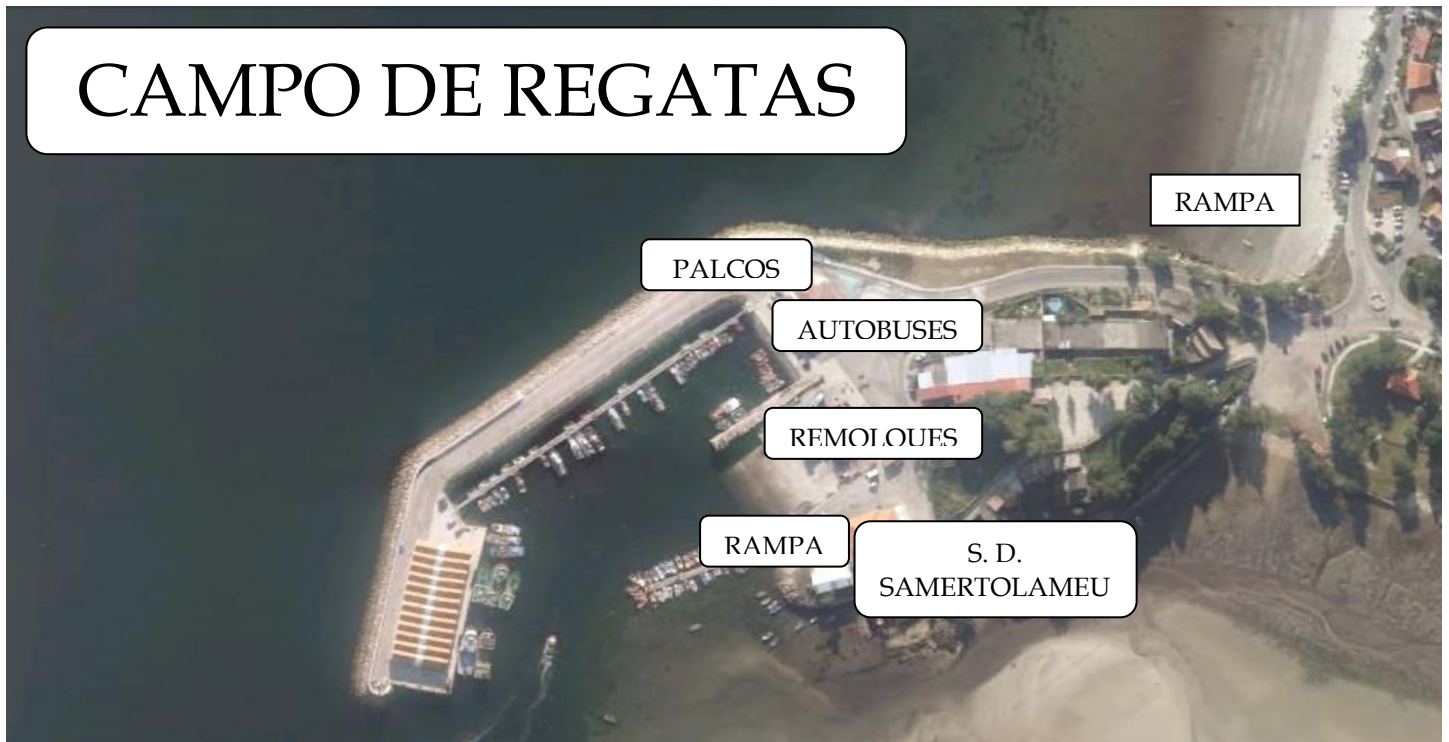 CAMPO DE REGATAS
RAMPA
PALCOS
AUTOBUSES
REMOLQUES
RAMPA
S. D.
SAMERTOLAMEU